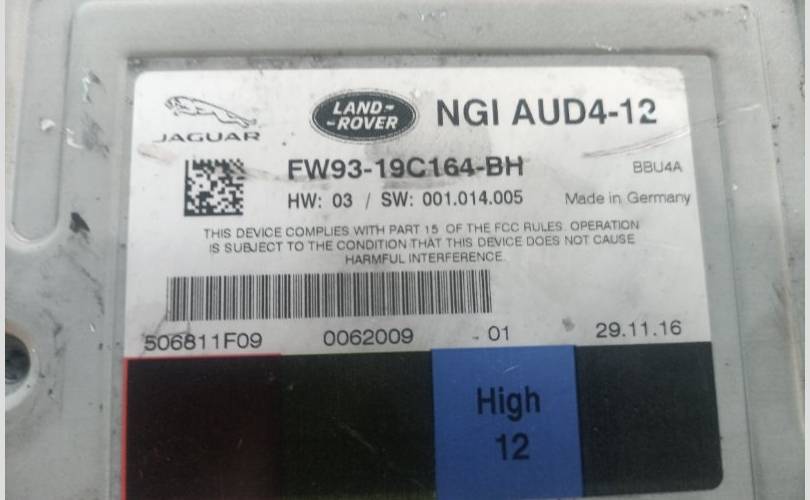 JAGUAR
LAND-
-ROVER
NGI AUD4-12
FW93-19C164-BH
BBU4A
HW: 03 / SW: 001.014.005
Made in Germany
THIS DEVICE COMPLIES WITH PART 15 OF THE FCC RULES. OPERATION
IS SUBJECT TO THE CONDITION THAT THIS DEVICE DOES NOT CAUSE
HARMFUL INTERFERENCE.
506811F09 0062009 - 01 29.11.16
High
12